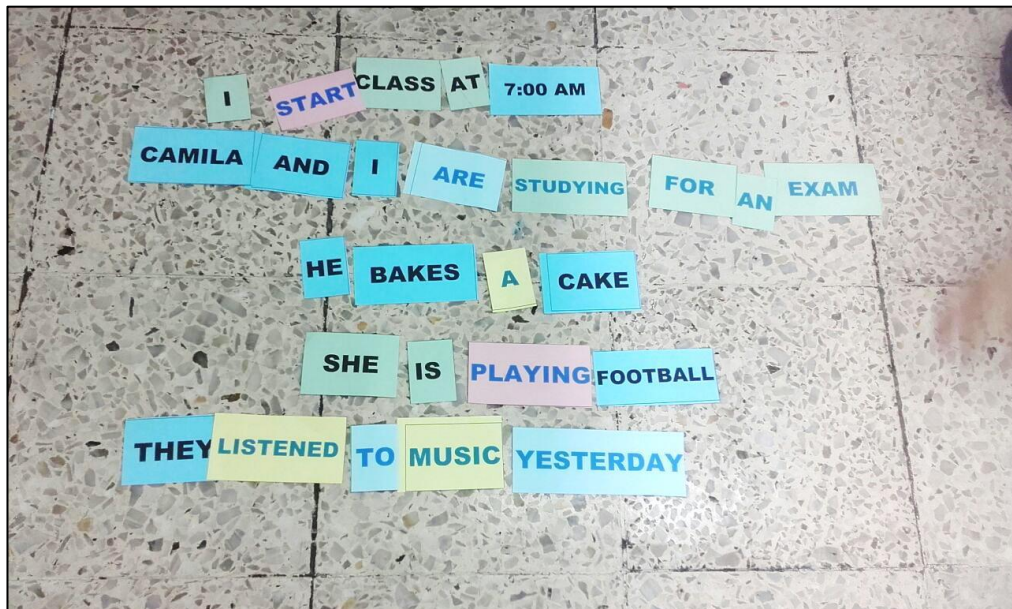 I START CLASS AT 7:00 AM
CAMILA AND I ARE STUDYING FOR AN EXAM
HE BAKES A CAKE
SHE IS PLAYING FOOTBALL
THEY LISTENED TO MUSIC YESTERDAY